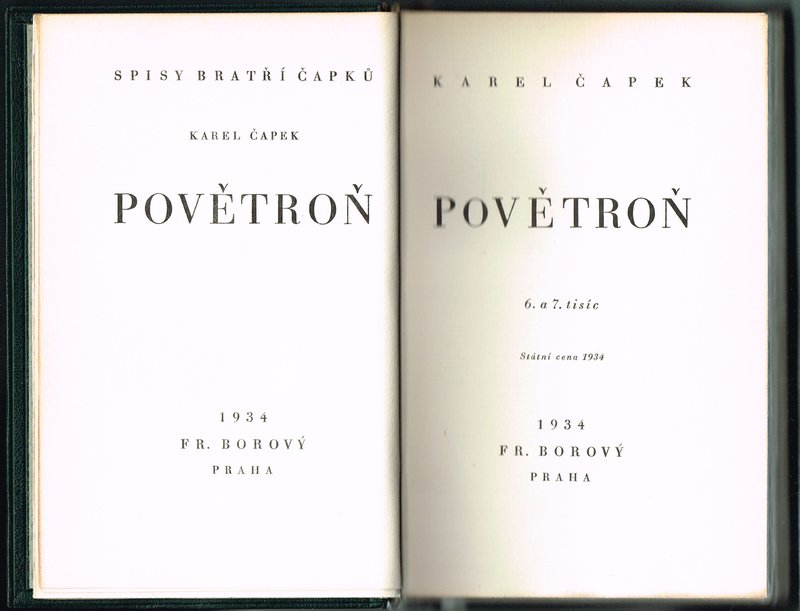 SPISY BRATŘÍ ČAPKŮ
KAREL ČAPEK
POVĚTROŇ
1934
FR. BOROVÝ
PRAHA
KAREL ČAPEK
POVĚTROŇ
6. a 7. tisíc
Státní cena 1934
1934
FR. BOROVÝ
PRAHA